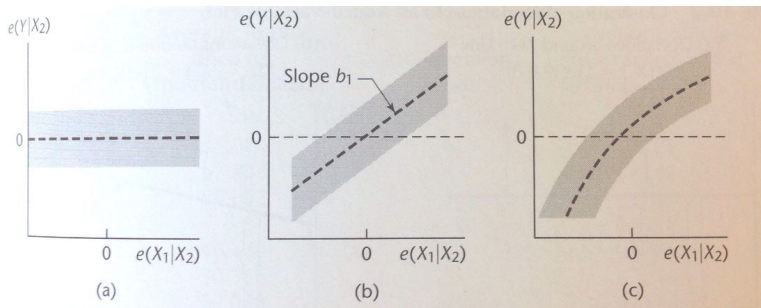 e(Y|X₂)
0
0 e(X₁|X₂)
(a)
e(Y|X₂)
Slope b₁
0
0 e(X₁|X₂)
(b)
e(Y|X₂)
0
0 e(X₁|X₂)
(c)